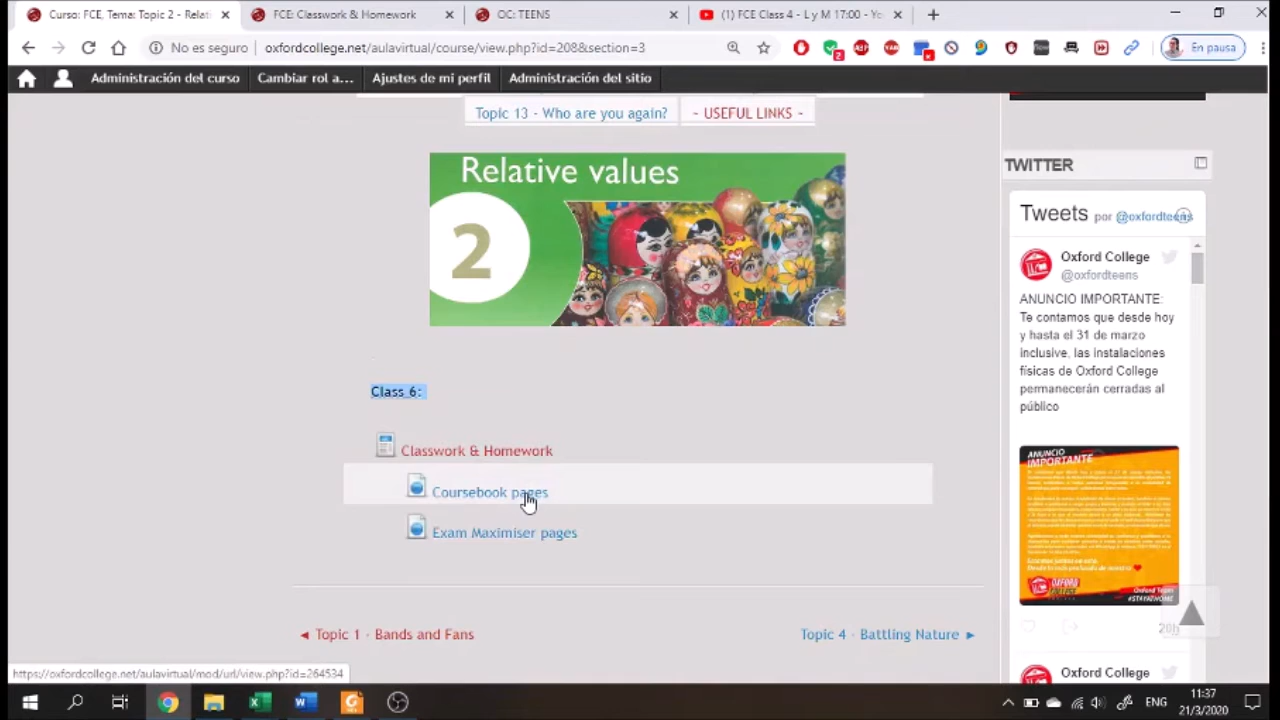 Curso: FCE, Tema: Topic 2 - Relati
FCE: Classwork & Homework
OC: TEENS
(1) FCE Class 4 - L y M 17:00 - Yo
No es seguro
oxfordcollege.net/aulavirtual/course/view.php?id=208&section=3
En pausa
Administración del curso
Cambiar rol a...
Ajustes de mi perfil
Administración del sitio
Topic 13 - Who are you again?
- USEFUL LINKS -
Relative values
2
TWITTER
Tweets por @oxfordteens
Oxford College
@oxfordteens
ANUNCIO IMPORTANTE:
Te contamos que desde hoy
y hasta el 31 de marzo
inclusive, las instalaciones
físicas de Oxford College
permanecerán cerradas al
público
Class 6:
Classwork & Homework
Coursebook pages
Exam Maximiser pages
ANUNCIO
IMPORTANTE
OXFORD
#STAYATHOME
20h
◄ Topic 1 - Bands and Fans
Topic 4 - Battling Nature ►
Oxford College
@oxfordteens
https://oxfordcollege.net/aulavirtual/mod/url/view.php?id=264534
ENG
11:37
21/3/2020